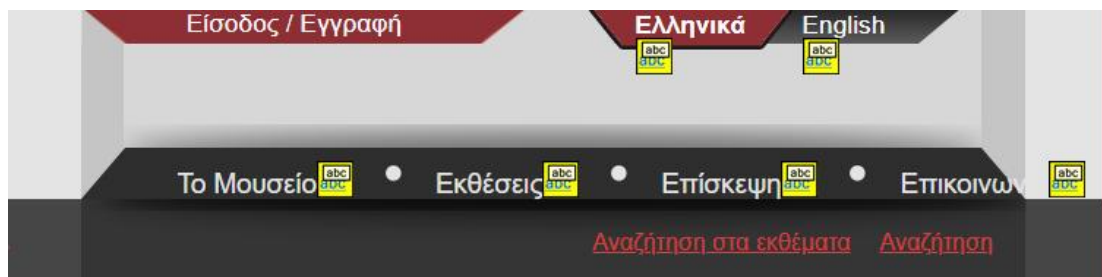 Είσοδος / Εγγραφή Ελληνικά English
abc abc abc abc
Το Μουσείο abc abc • Εκθέσεις abc abc • Επίσκεψη abc abc • Επικοινων abc abc
Αναζήτηση στα εκθέματα Αναζήτηση